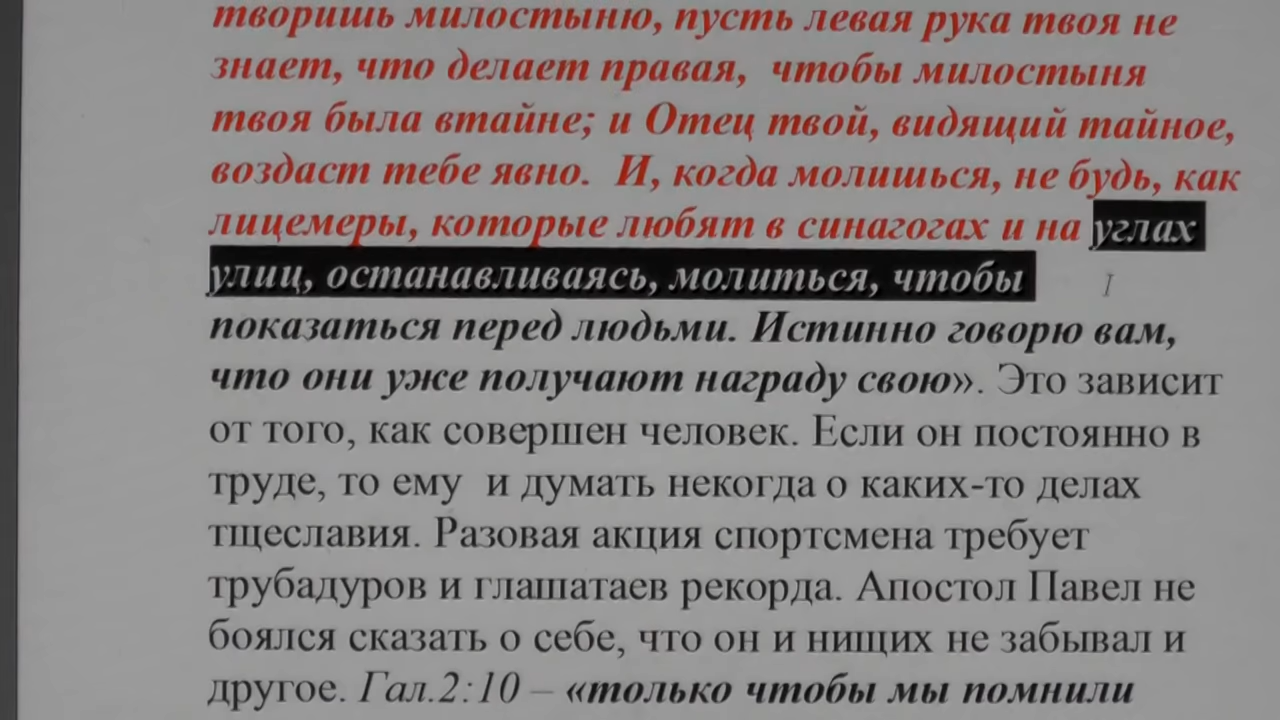 творишь милостыню, пусть левая рука твоя не
знает, что делает правая, чтобы милостыня
твоя была втайне; и Отец твой, видящий тайное,
воздаст тебе явно. И, когда молишься, не будь, как
лицемеры, которые любят в синагогах и на углах
улиц, останавливаясь, молиться, чтобы
показаться перед людьми. Истинно говорю вам,
что они уже получают награду свою». Это зависит
от того, как совершен человек. Если он постоянно в
труде, то ему и думать некогда о каких-то делах
тщеславия. Разовая акция спортсмена требует
трубадуров и глашатаев рекорда. Апостол Павел не
боялся сказать о себе, что он и нищих не забывал и
другое. Гал.2:10 – «только чтобы мы помнили